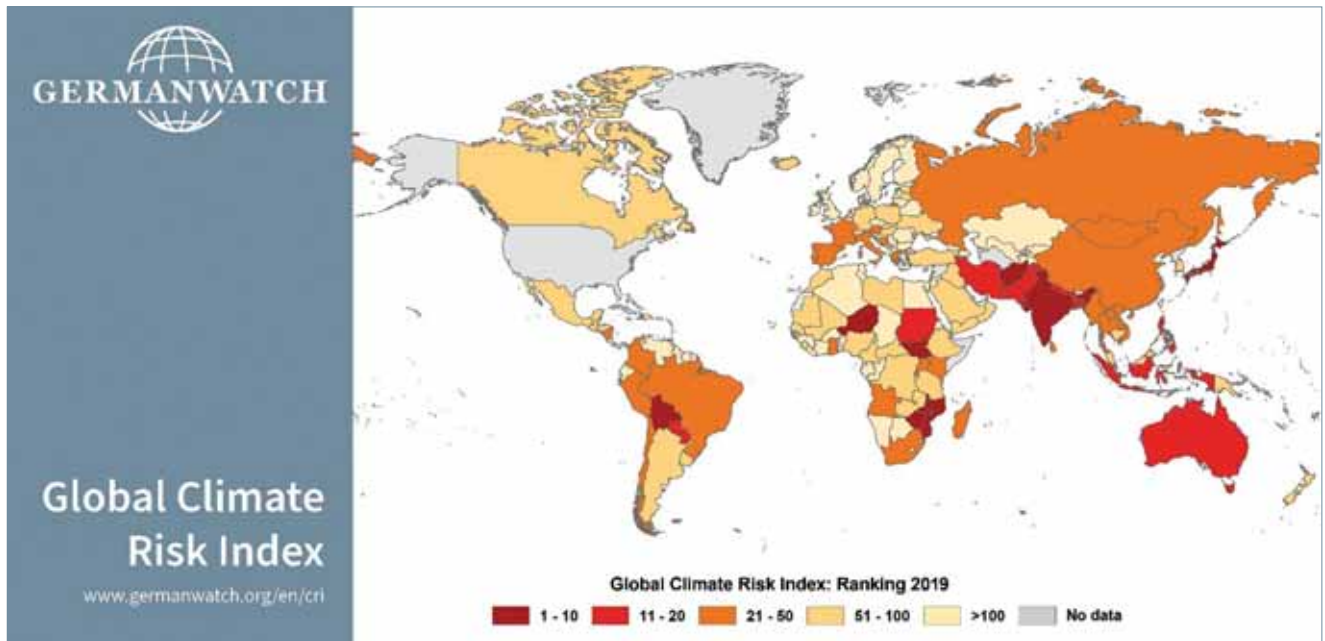 GERMANWATCH
Global Climate
Risk Index
www.germanwatch.org/en/cri
Global Climate Risk Index: Ranking 2019
1 - 10 11 - 20 21 - 50 51 - 100 >100 No data